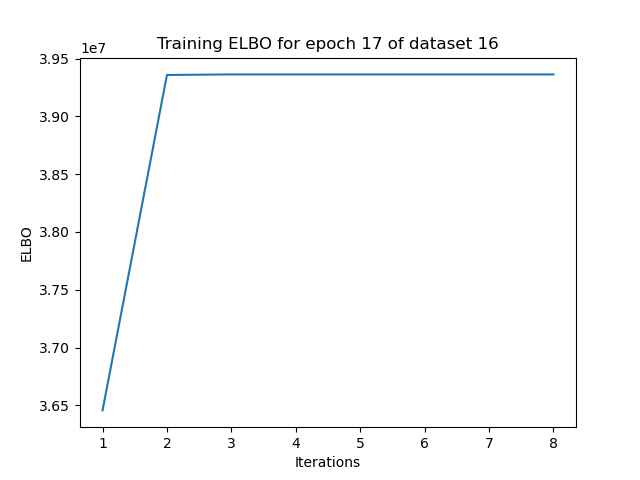 Training ELBO for epoch 17 of dataset 16
1e7
3.95
3.90
3.85
3.80
3.75
3.70
3.65
ELBO
1 2 3 4 5 6 7 8
Iterations